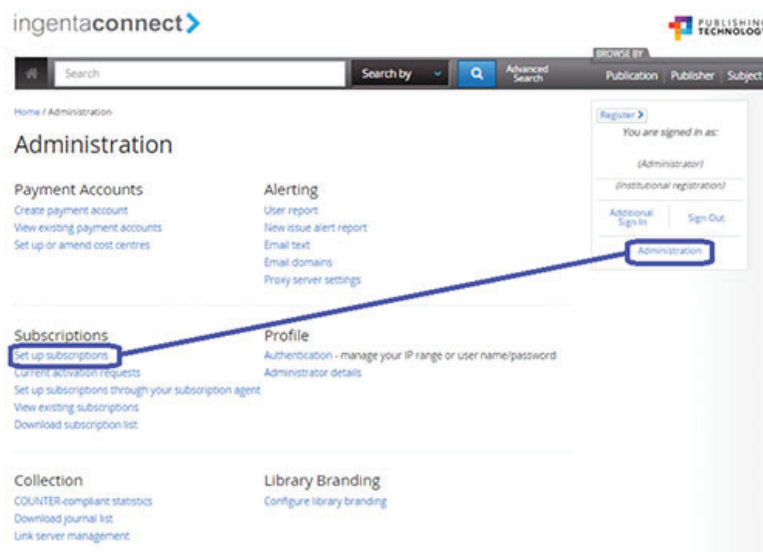 ingentaconnect
PUBLISHING
TECHNOLOGY
BROWSE BY
Search
Search by
Advanced
Search
Publication
Publisher
Subject
Home / Administration
Register
You are signed in as:
(Administrator)
(Institutional registration)
Additional
Sign In
Sign Out
Administration
Administration
Payment Accounts
Create payment account
View existing payment accounts
Set up or amend cost centres
Alerting
User report
New issue alert report
Email text
Email domains
Proxy server settings
Subscriptions
Set up subscriptions
Current activation requests
Set up subscriptions through your subscription agent
View existing subscriptions
Download subscription list
Profile
Authentication - manage your IP range or user name/password
Administrator details
Collection
COUNTER-compliant statistics
Download journal list
Link server management
Library Branding
Configure library branding